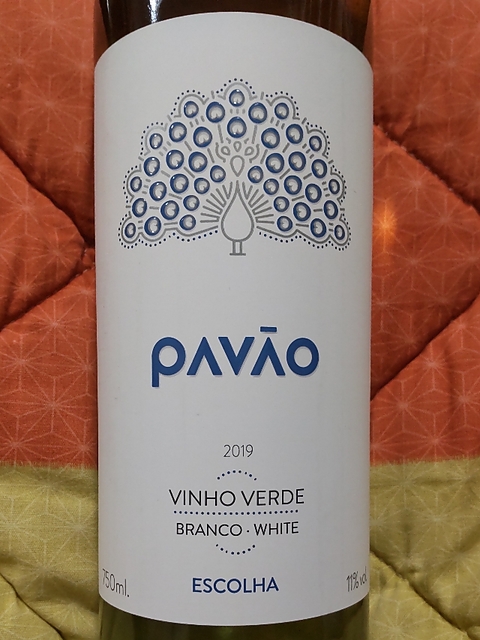 PAVÃO
2019
VINHO VERDE
BRANCO · WHITE
ESCOLHA
750ml.
11% vol